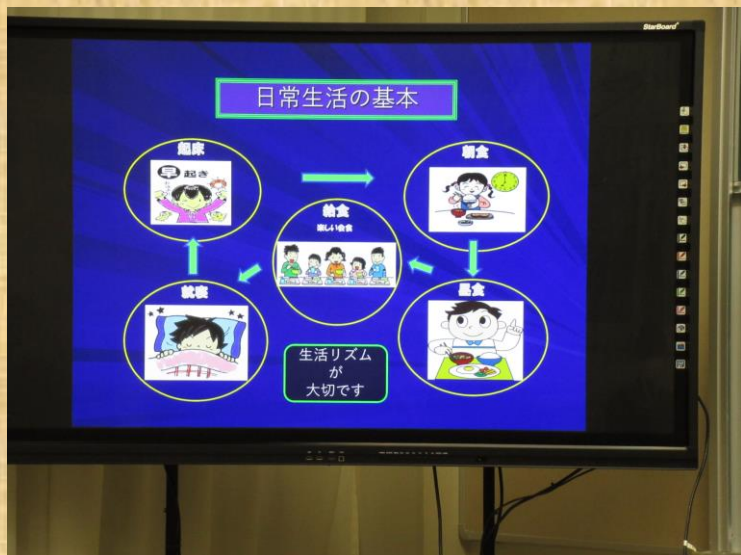 StarBoard
日常生活の基本
起床
早起き
朝食
給食
楽しい会食
就寝
昼食
生活リズム
が
大切です